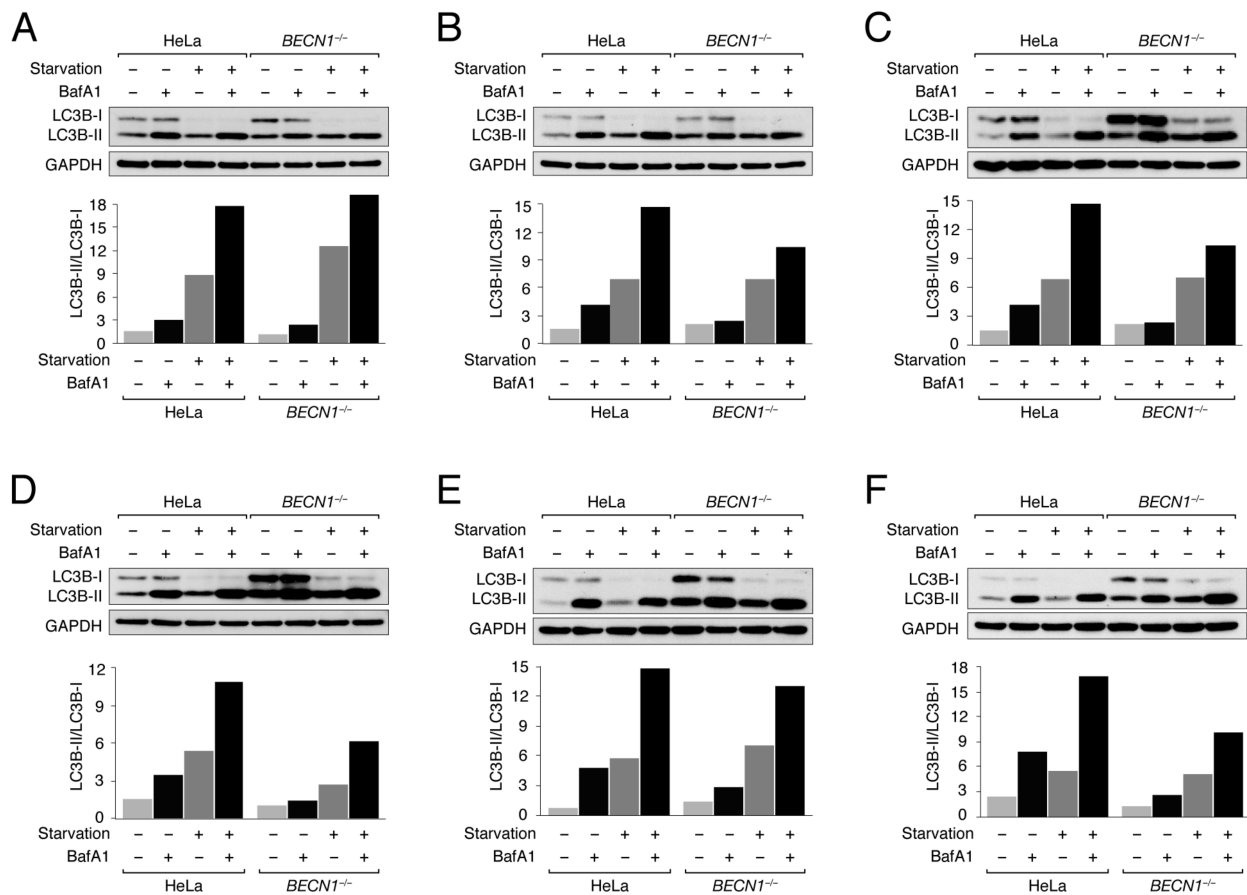 A
HeLa BECN1–/–
Starvation – – + + – – + +
BafA1 – + – + – + – +
LC3B-I
LC3B-II
GAPDH
LC3B-II/LC3B-I
18
15
12
9
6
3
0
Starvation – – + + – – + +
BafA1 – + – + – + – +
HeLa BECN1–/–
B
HeLa BECN1–/–
Starvation – – + + – – + +
BafA1 – + – + – + – +
LC3B-I
LC3B-II
GAPDH
LC3B-II/LC3B-I
15
12
9
6
3
0
Starvation – – + + – – + +
BafA1 – + – + – + – +
HeLa BECN1–/–
C
HeLa BECN1–/–
Starvation – – + + – – + +
BafA1 – + – + – + – +
LC3B-I
LC3B-II
GAPDH
LC3B-II/LC3B-I
15
12
9
6
3
0
Starvation – – + + – – + +
BafA1 – + – + – + – +
HeLa BECN1–/–
D
HeLa BECN1–/–
Starvation – – + + – – + +
BafA1 – + – + – + – +
LC3B-I
LC3B-II
GAPDH
LC3B-II/LC3B-I
12
9
6
3
0
Starvation – – + + – – + +
BafA1 – + – + – + – +
HeLa BECN1–/–
E
HeLa BECN1–/–
Starvation – – + + – – + +
BafA1 – + – + – + – +
LC3B-I
LC3B-II
GAPDH
LC3B-II/LC3B-I
15
12
9
6
3
0
Starvation – – + + – – + +
BafA1 – + – + – + – +
HeLa BECN1–/–
F
HeLa BECN1–/–
Starvation – – + + – – + +
BafA1 – + – + – + – +
LC3B-I
LC3B-II
GAPDH
LC3B-II/LC3B-I
18
15
12
9
6
3
0
Starvation – – + + – – + +
BafA1 – + – + – + – +
HeLa BECN1–/–